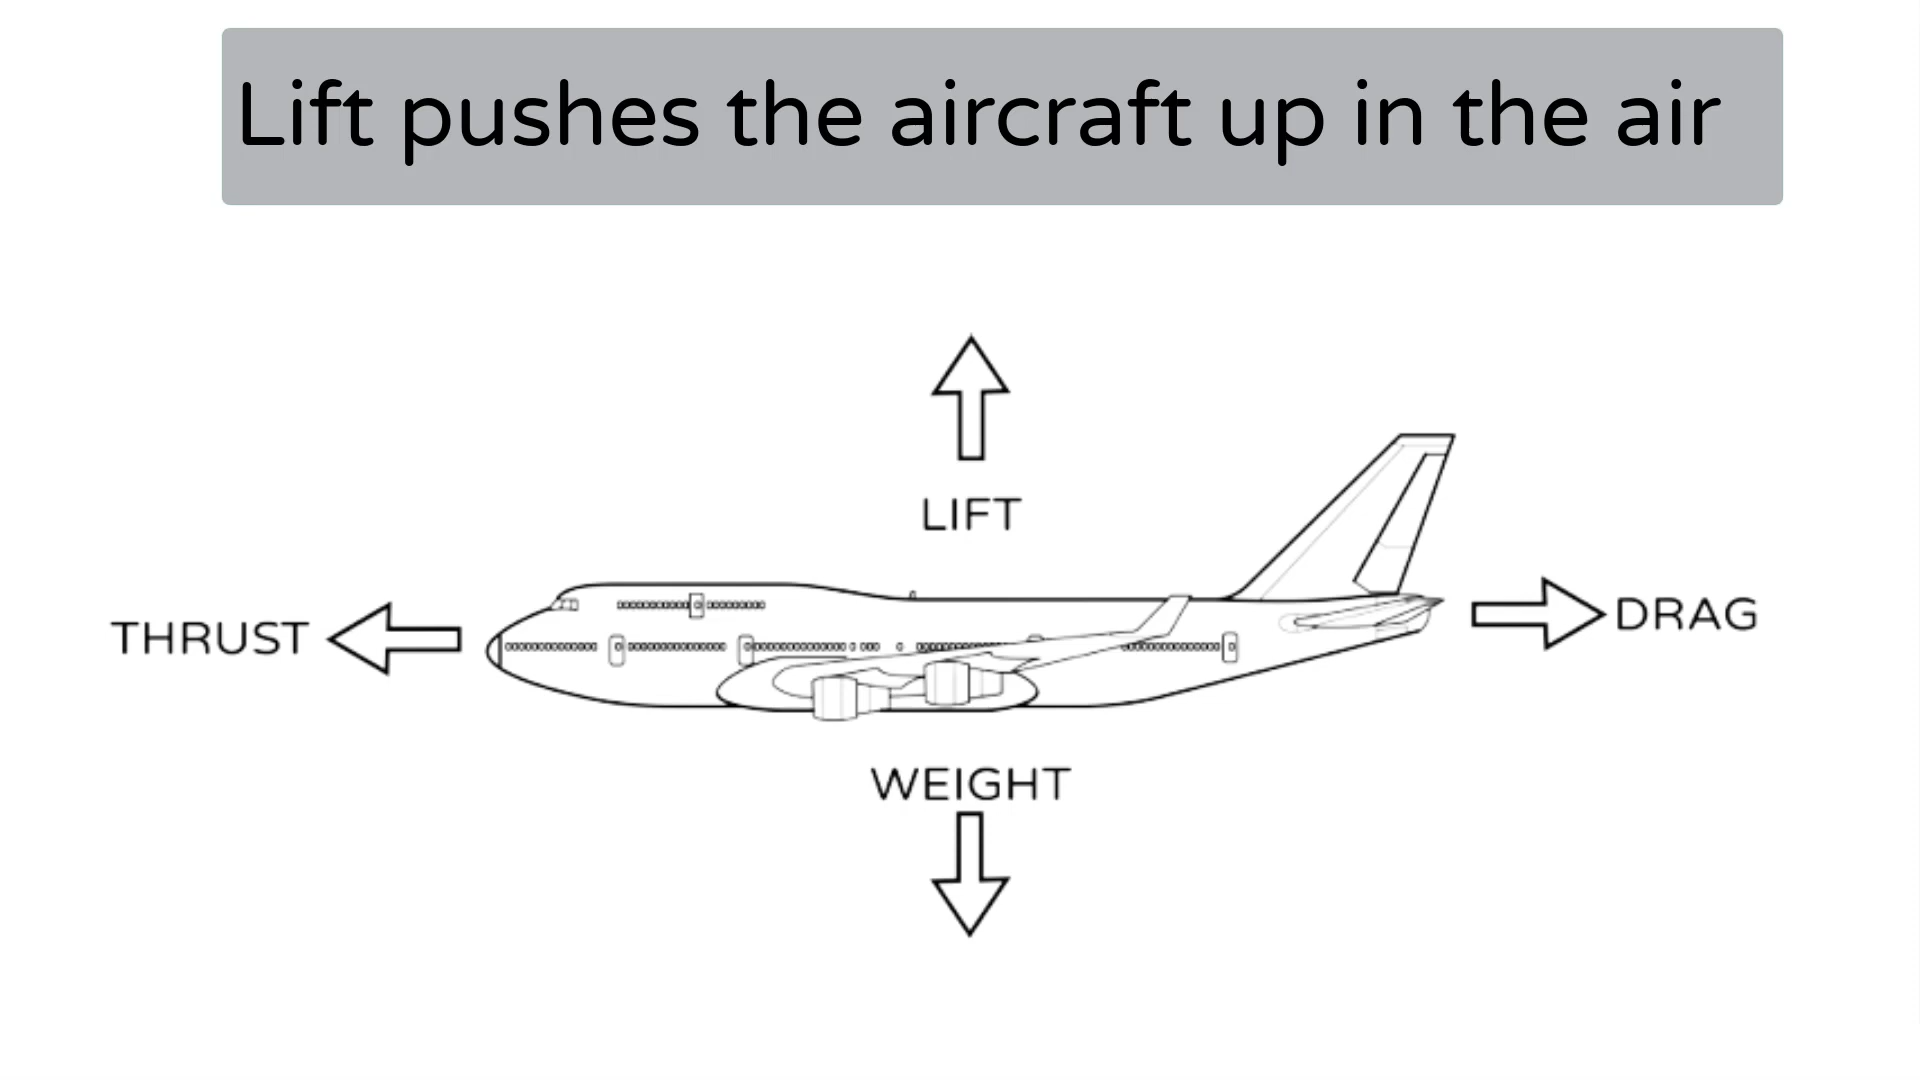 Lift pushes the aircraft up in the air
LIFT
THRUST
DRAG
WEIGHT